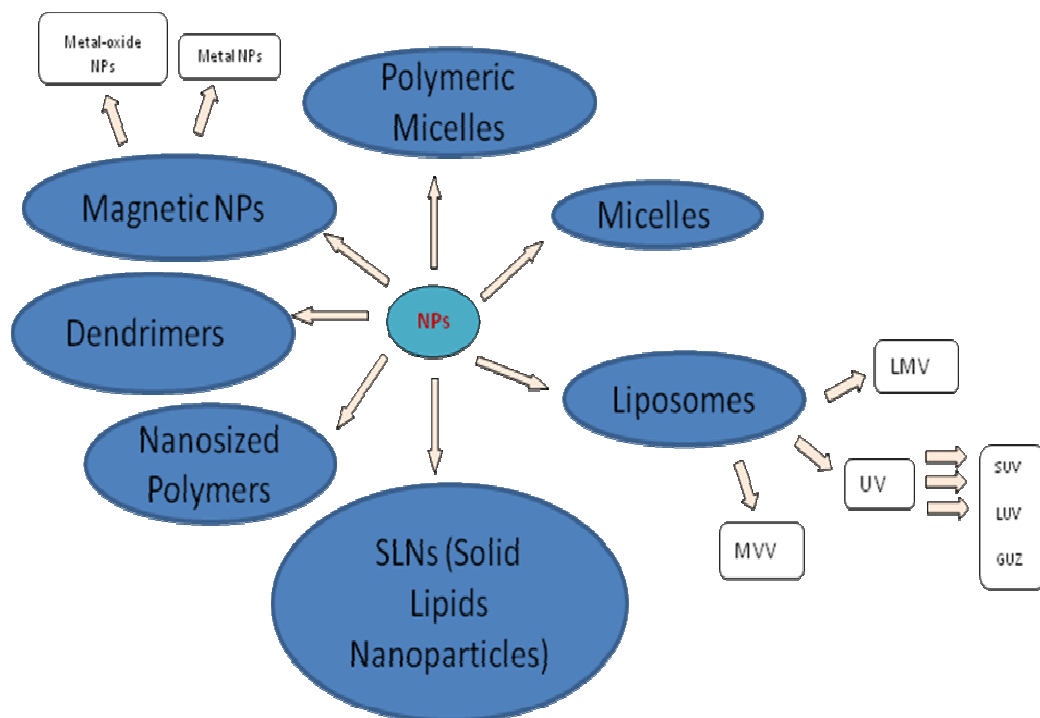 Metal-oxide
NPs
Metal NPs
Polymeric
Micelles
Magnetic NPs
Micelles
Dendrimers
NPs
Liposomes
LMV
Nanosized
Polymers
UV
SUV
LUV
GUZ
MVV
SLNs (Solid
Lipids
Nanoparticles)